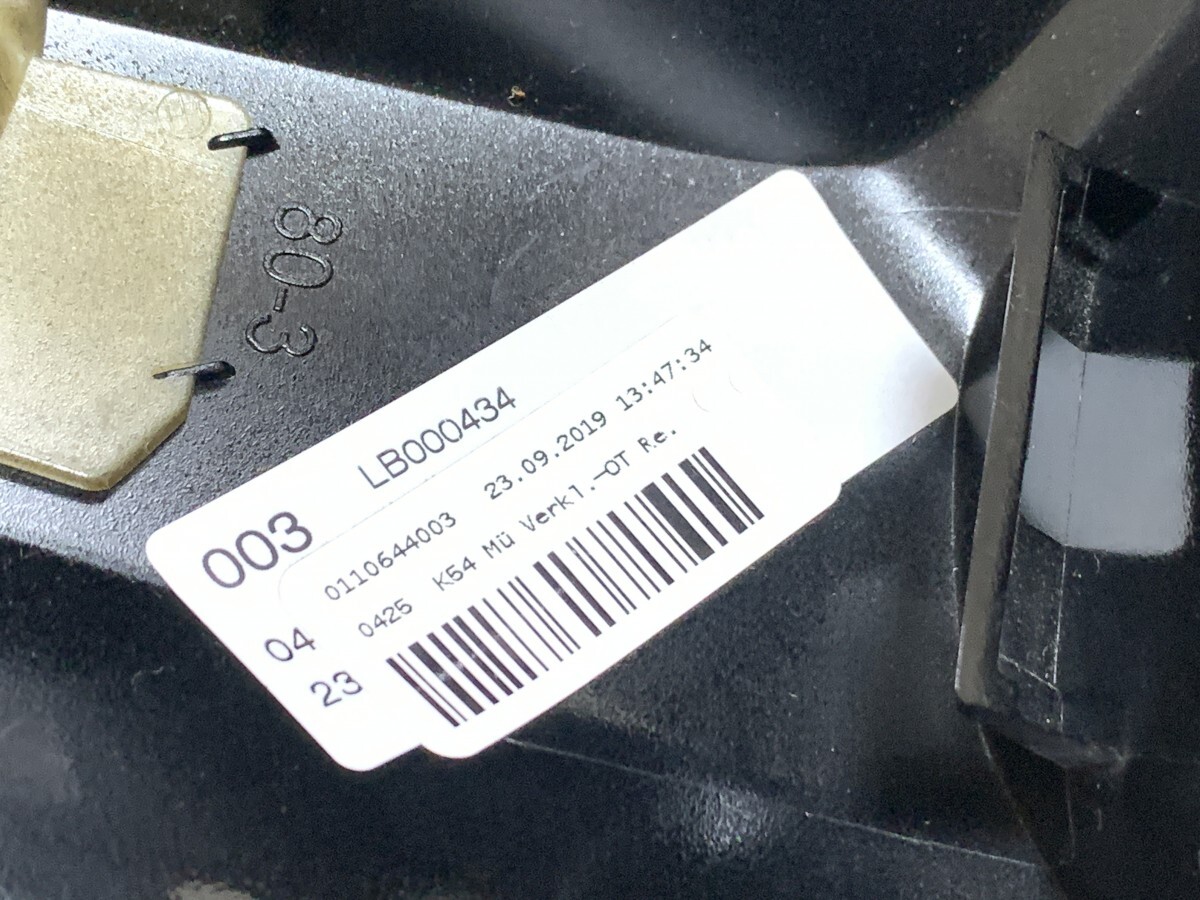 80-3
003 LB000434
0110644003 23.09.2019 13:47:34
04 0425 K54 Mü Verkl.-OT Re.
23